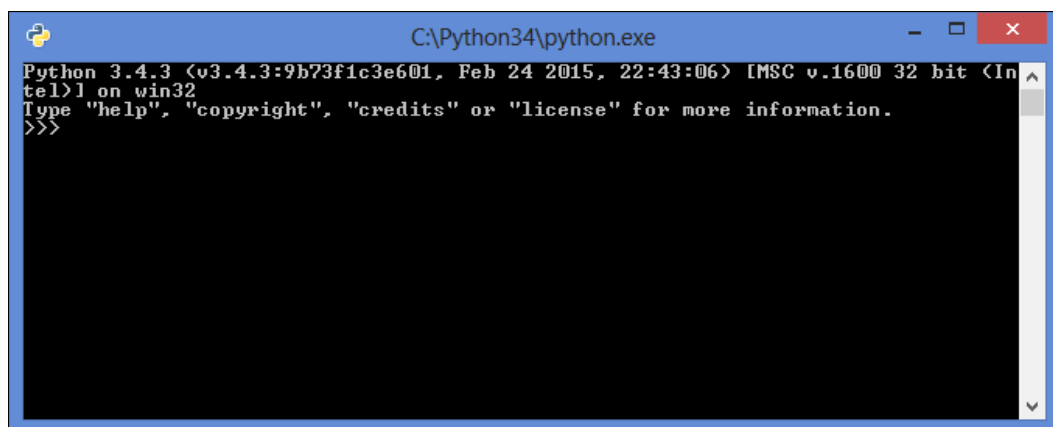 C:\Python34\python.exe
Python 3.4.3 (v3.4.3:9b73f1c3e601, Feb 24 2015, 22:43:06) [MSC v.1600 32 bit (In
tel)] on win32
Type "help", "copyright", "credits" or "license" for more information.
>>>